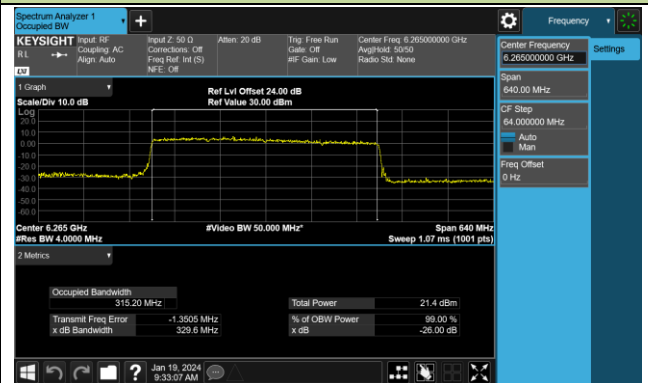 Spectrum Analyzer 1
Occupied BW
Frequency
KEYSIGHT
Input: RF
Coupling: AC
Align: Auto
Input Z: 50 Ω
Corrections: Off
Freq Ref: Int (S)
NFE: Off
Atten: 20 dB
Trig: Free Run
Gate: Off
#IF Gain: Low
Center Freq: 6.265000000 GHz
Avg|Hold: 50/50
Radio Std: None
RL
LXI
Center Frequency
6.265000000 GHz
Settings
Span
640.00 MHz
CF Step
64.000000 MHz
Auto
Man
Freq Offset
0 Hz
1 Graph
Scale/Div 10.0 dB
Ref Lvl Offset 24.00 dB
Ref Value 30.00 dBm
Log
20.0
10.0
0.00
-10.0
-20.0
-30.0
-40.0
-50.0
-60.0
Center 6.265 GHz
#Video BW 50.000 MHz*
Span 640 MHz
#Res BW 4.0000 MHz
Sweep 1.07 ms (1001 pts)
2 Metrics
Occupied Bandwidth
315.20 MHz
Total Power
21.4 dBm
Transmit Freq Error
-1.3505 MHz
% of OBW Power
99.00 %
x dB Bandwidth
329.6 MHz
x dB
-26.00 dB
Jan 19, 2024
9:33:07 AM